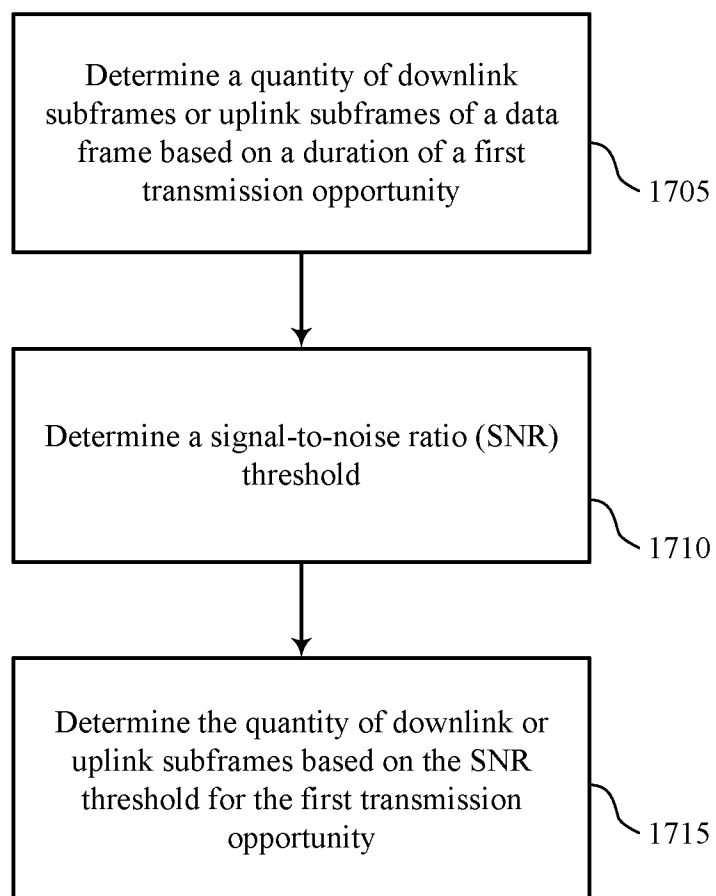 Determine a quantity of downlink
subframes or uplink subframes of a data
frame based on a duration of a first
transmission opportunity
1705
Determine a signal-to-noise ratio (SNR)
threshold
1710
Determine the quantity of downlink or
uplink subframes based on the SNR
threshold for the first transmission
opportunity
1715